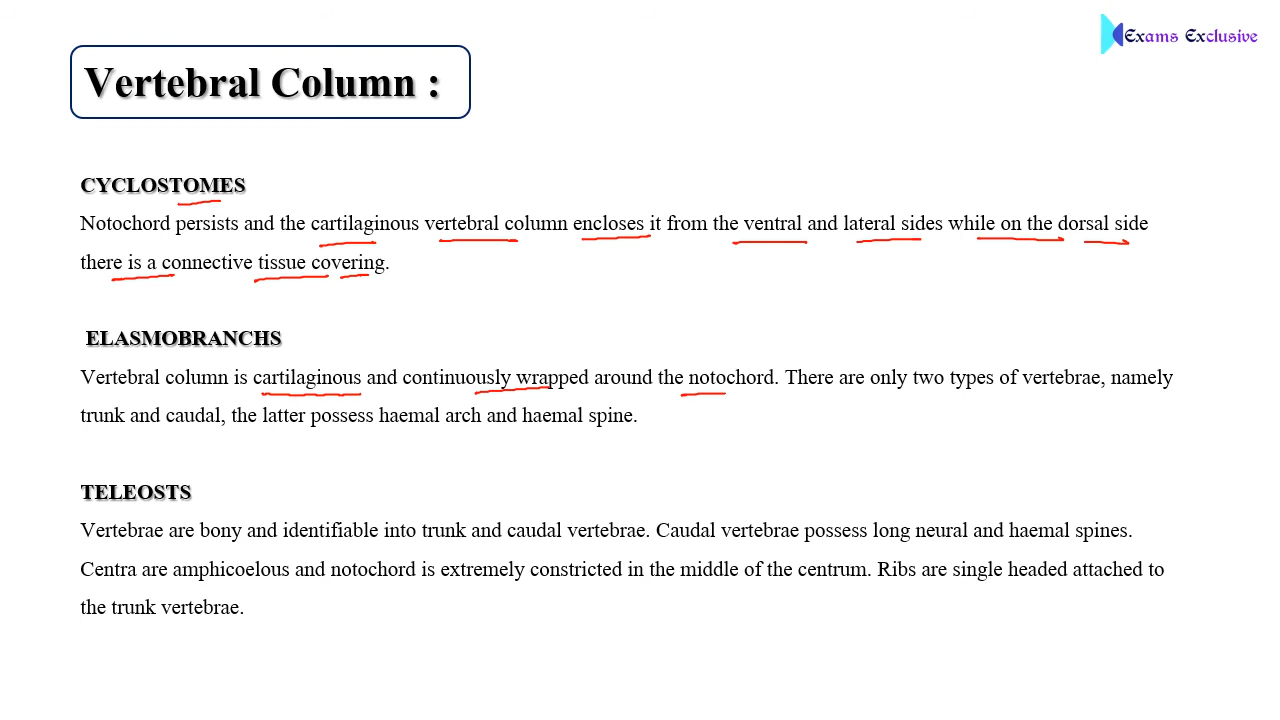 Exams Exclusive
Vertebral Column :
CYCLOSTOMES
Notochord persists and the cartilaginous vertebral column encloses it from the ventral and lateral sides while on the dorsal side
there is a connective tissue covering.
ELASMOBRANCHS
Vertebral column is cartilaginous and continuously wrapped around the notochord. There are only two types of vertebrae, namely
trunk and caudal, the latter possess haemal arch and haemal spine.
TELEOSTS
Vertebrae are bony and identifiable into trunk and caudal vertebrae. Caudal vertebrae possess long neural and haemal spines.
Centra are amphicoelous and notochord is extremely constricted in the middle of the centrum. Ribs are single headed attached to
the trunk vertebrae.